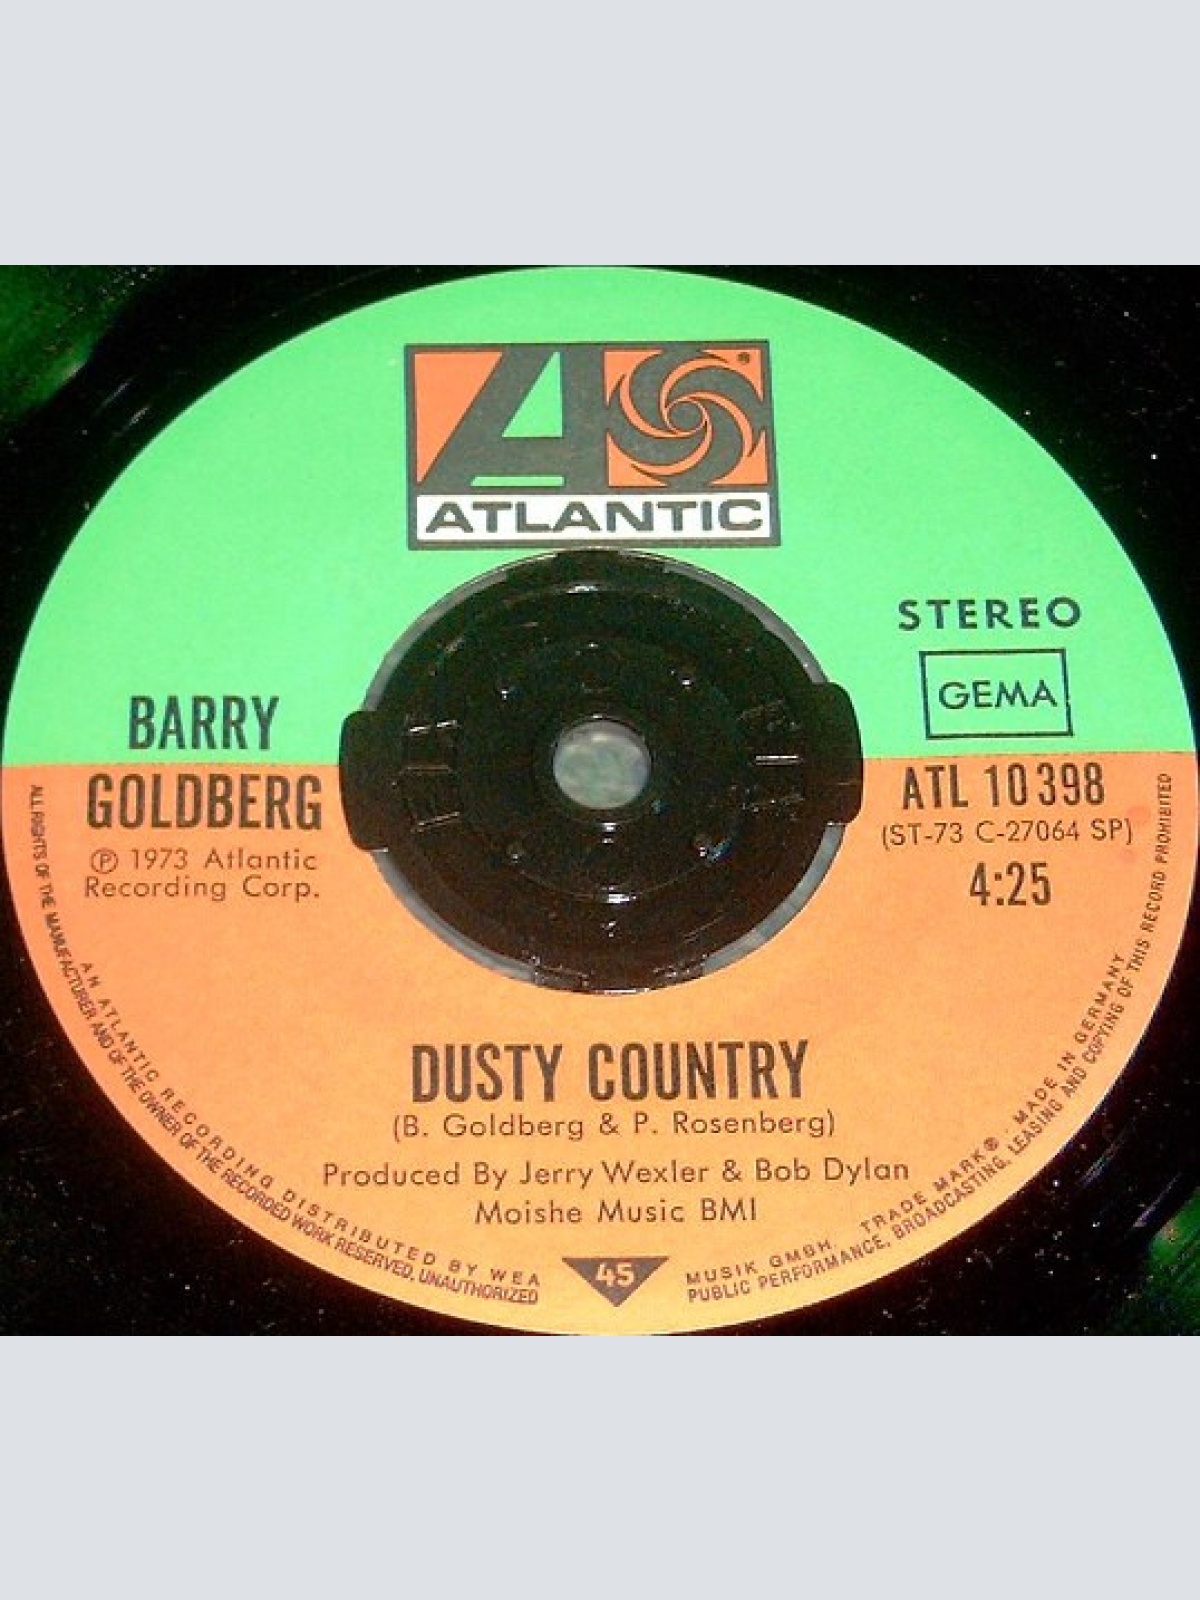 ATLANTIC
®
STEREO
GEMA
BARRY
GOLDBERG
℗ 1973 Atlantic
Recording Corp.
ATL 10 398
(ST-73 C-27064 SP)
4:25
DUSTY COUNTRY
(B. Goldberg & P. Rosenberg)
Produced By Jerry Wexler & Bob Dylan
Moishe Music BMI
45
AN ATLANTIC RECORDING DISTRIBUTED BY WEA MUSIK GMBH. TRADE MARK® · MADE IN GERMANY
ALL RIGHTS OF THE MANUFACTURER AND OF THE OWNER OF THE RECORDED WORK RESERVED. UNAUTHORIZED PUBLIC PERFORMANCE, BROADCASTING, LEASING AND COPYING OF THIS RECORD PROHIBITED